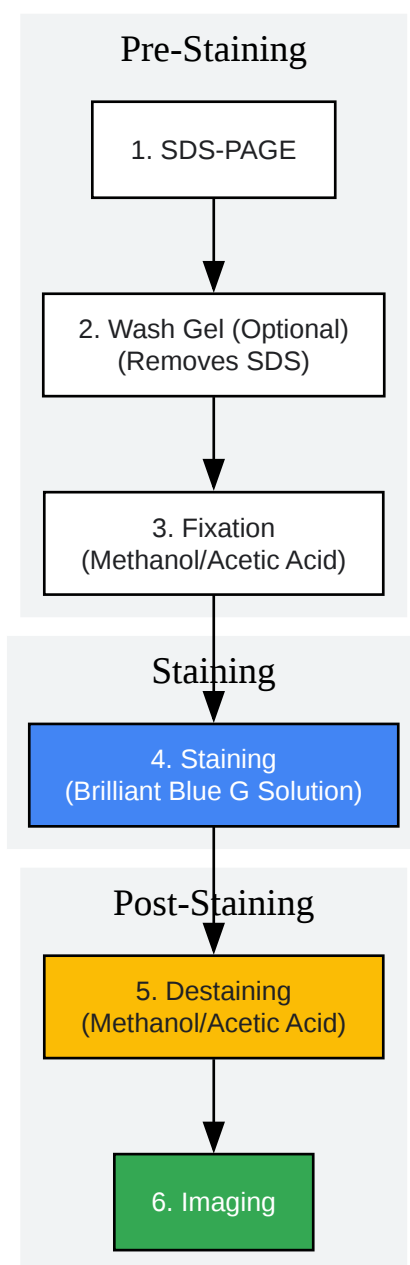 Pre-Staining
1. SDS-PAGE
2. Wash Gel (Optional)
(Removes SDS)
3. Fixation
(Methanol/Acetic Acid)
Staining
4. Staining
(Brilliant Blue G Solution)
Post-Staining
5. Destaining
(Methanol/Acetic Acid)
6. Imaging